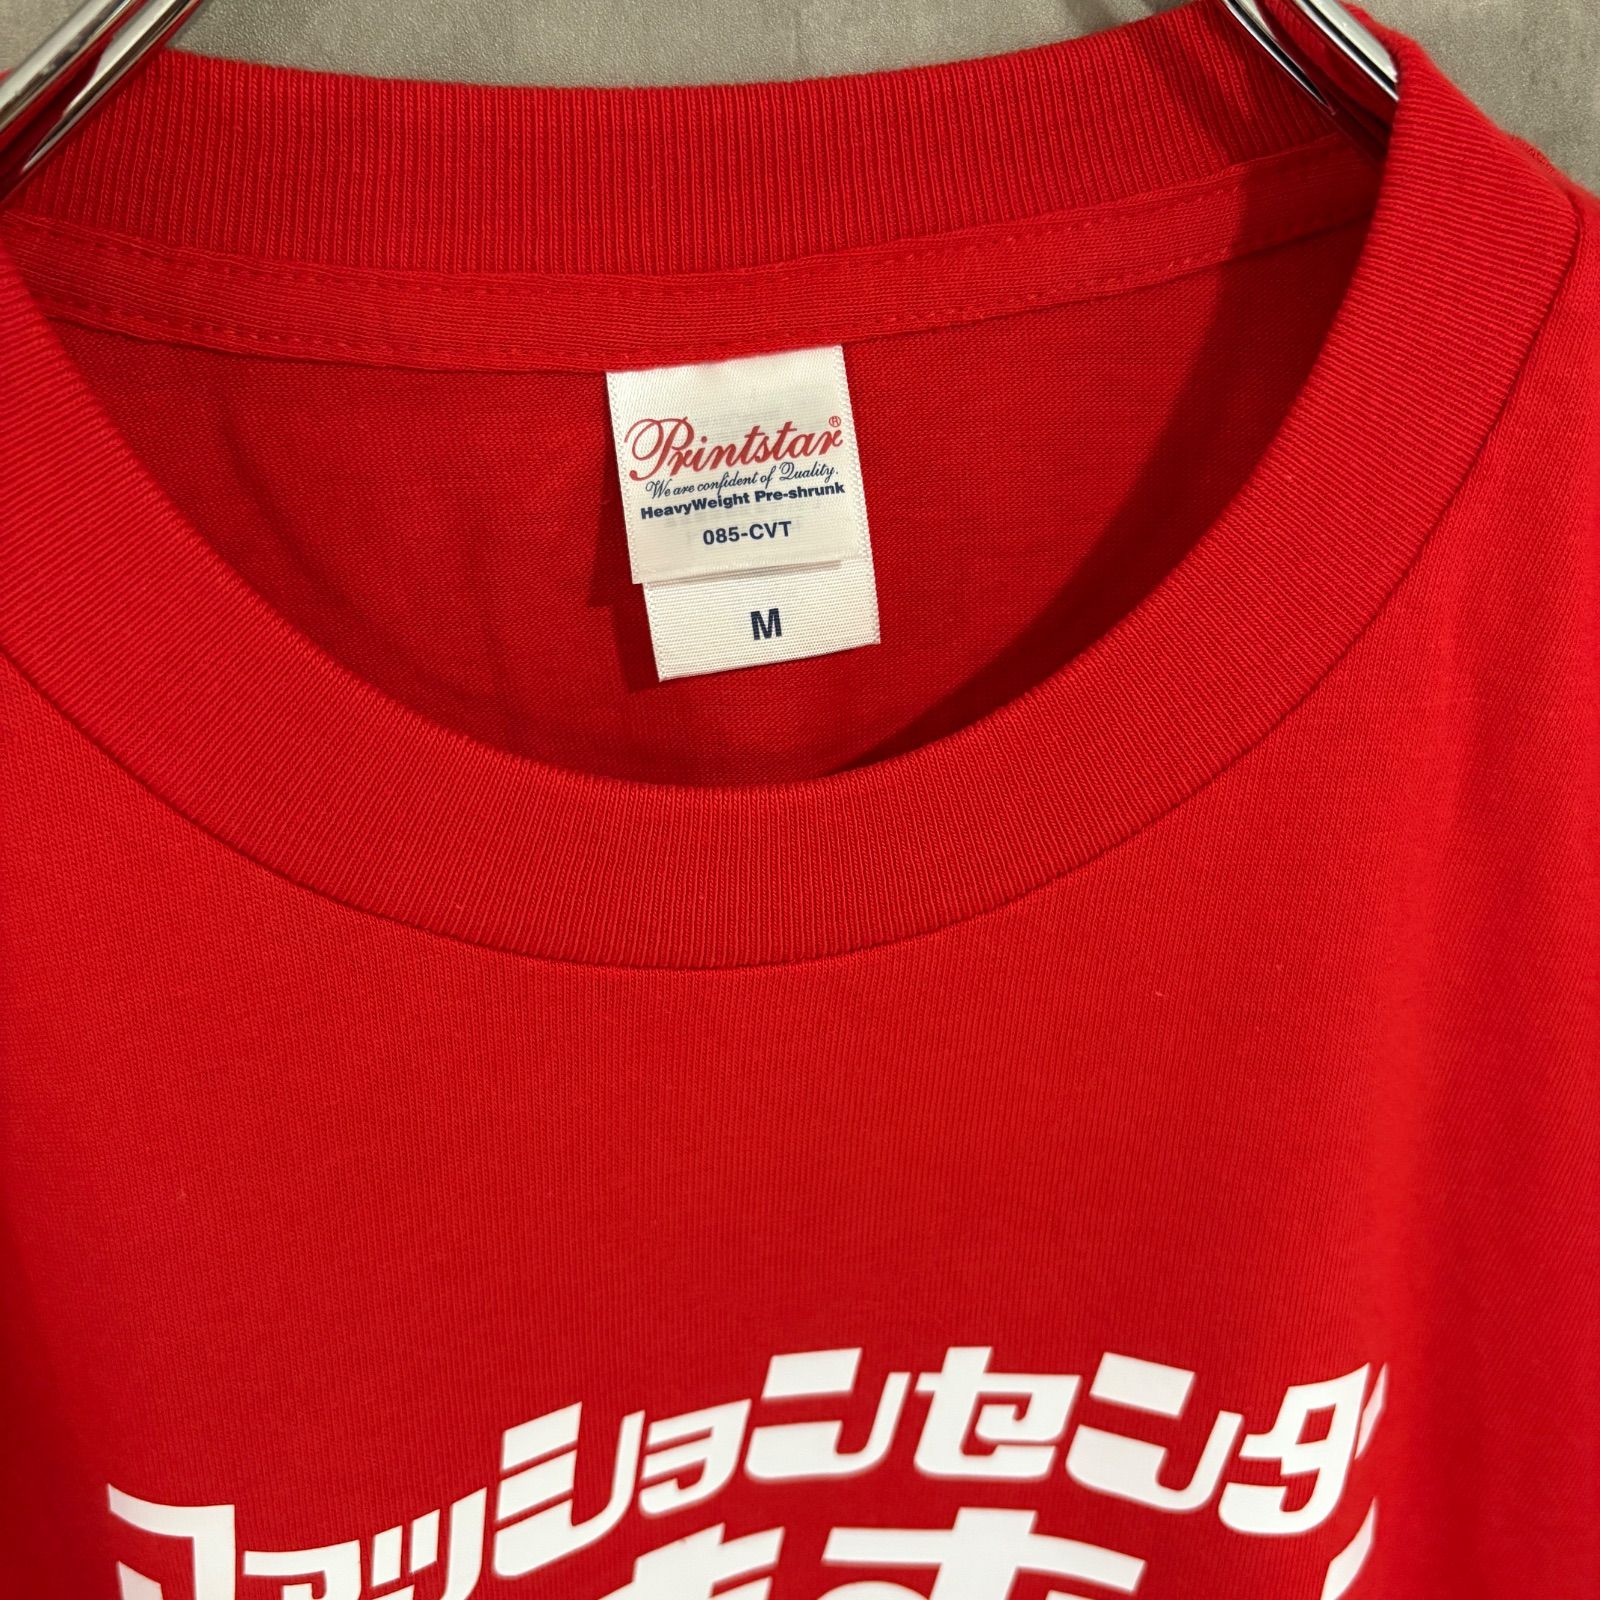 Printstar®
We are confident of Quality.
HeavyWeight Pre-shrunk
085-CVT
M
ファッションセンタ